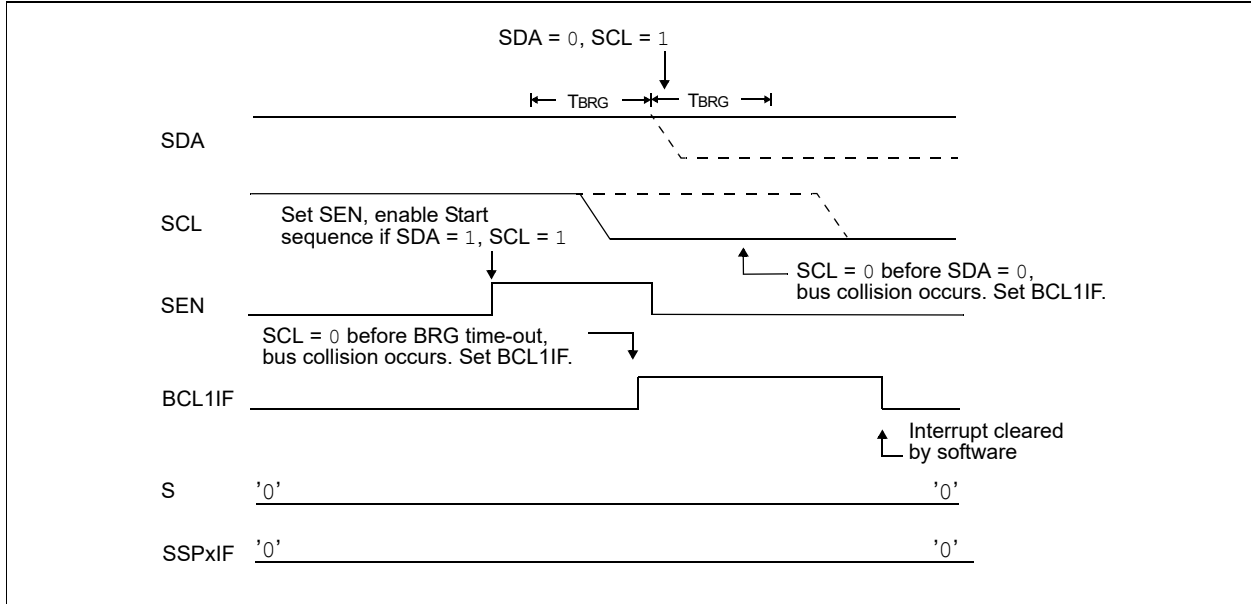 SDA = 0, SCL = 1
TBRG TBRG
SDA
SCL
Set SEN, enable Start
sequence if SDA = 1, SCL = 1
SCL = 0 before SDA = 0,
bus collision occurs. Set BCL1IF.
SEN
SCL = 0 before BRG time-out,
bus collision occurs. Set BCL1IF.
BCL1IF
Interrupt cleared
by software
S '0' '0'
SSPxIF '0' '0'